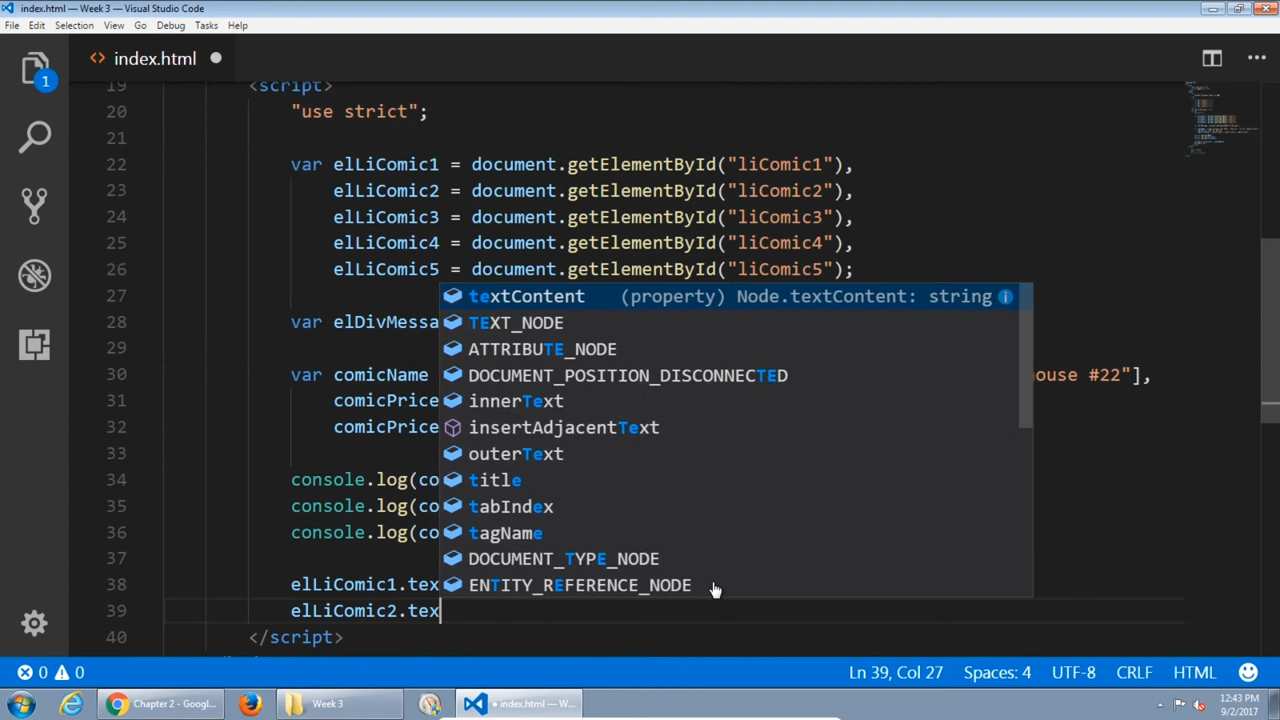 index.html — Week 3 — Visual Studio Code
File Edit Selection View Go Debug Tasks Help
1
<> index.html
19 <script>
20 "use strict";
21
22 var elLiComic1 = document.getElementById("liComic1"),
23 elLiComic2 = document.getElementById("liComic2"),
24 elLiComic3 = document.getElementById("liComic3"),
25 elLiComic4 = document.getElementById("liComic4"),
26 elLiComic5 = document.getElementById("liComic5");
27 textContent (property) Node.textContent: string
28 var elDivMessa TEXT_NODE
29 ATTRIBUTE_NODE
30 var comicName DOCUMENT_POSITION_DISCONNECTED ouse #22"],
31 comicPrice innerText
32 comicPrice insertAdjacentText
33 outerText
34 console.log(co title
35 console.log(co tabIndex
36 console.log(co tagName
37 DOCUMENT_TYPE_NODE
38 elLiComic1.tex ENTITY_REFERENCE_NODE
39 elLiComic2.tex
40 </script>
0 0 Ln 39, Col 27 Spaces: 4 UTF-8 CRLF HTML
Chapter 2 - Googl... Week 3 index.html — W... 12:43 PM
9/2/2017